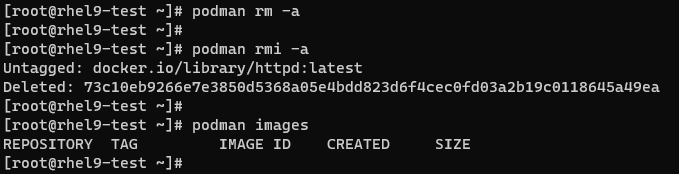 [root@rhel9-test ~]# podman rm -a
[root@rhel9-test ~]#
[root@rhel9-test ~]# podman rmi -a
Untagged: docker.io/library/httpd:latest
Deleted: 73c10eb9266e7e3850d5368a05e4bdd823d6f4cec0fd03a2b19c0118645a49ea
[root@rhel9-test ~]#
[root@rhel9-test ~]# podman images
REPOSITORY  TAG         IMAGE ID    CREATED     SIZE
[root@rhel9-test ~]#